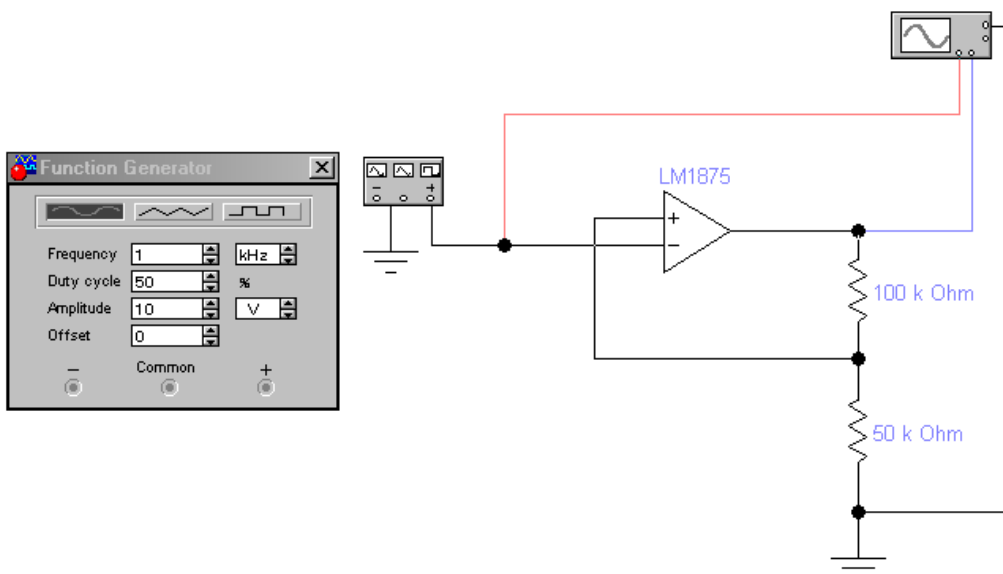 Function Generator
Frequency 1 kHz
Duty cycle 50 %
Amplitude 10 V
Offset 0
− Common +
− +
LM1875
+
−
100 k Ohm
50 k Ohm